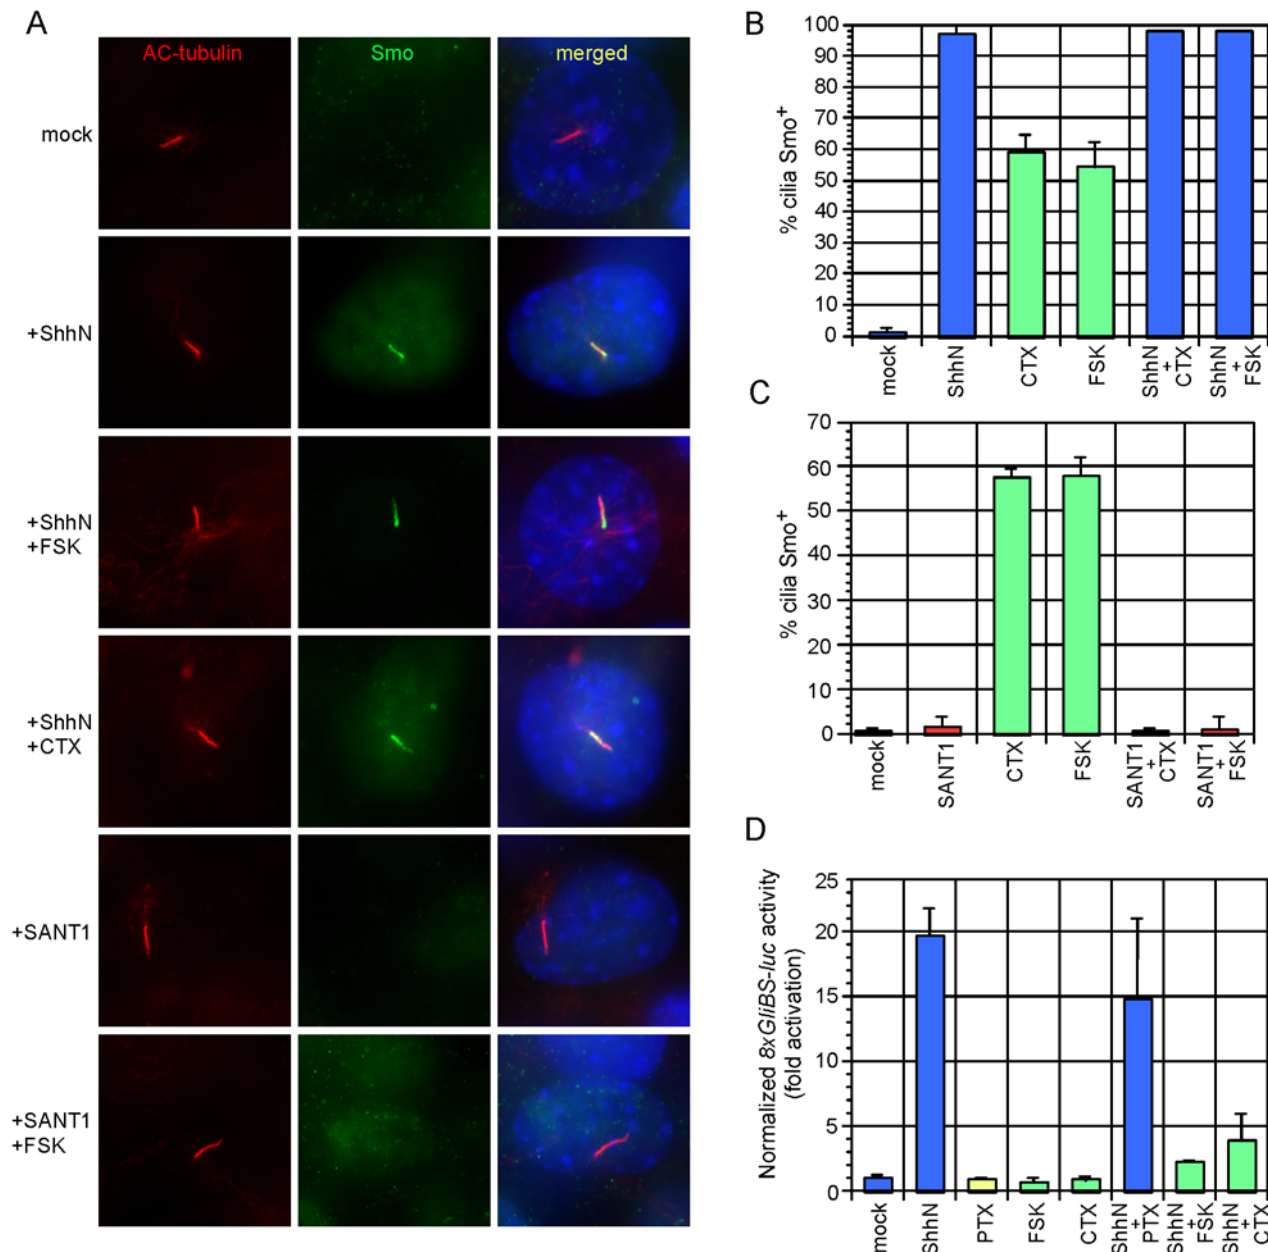 A
AC-tubulin
Smo
merged
mock
+ShhN
+ShhN
+FSK
+ShhN
+CTX
+SANT1
+SANT1
+FSK
B
% cilia Smo+
100
90
80
70
60
50
40
30
20
10
0
mock
ShhN
CTX
FSK
ShhN
+
CTX
ShhN
+
FSK
C
% cilia Smo+
70
60
50
40
30
20
10
0
mock
SANT1
CTX
FSK
SANT1
+
CTX
SANT1
+
FSK
D
Normalized 8xGliBS-luc activity
(fold activation)
25
20
15
10
5
0
mock
ShhN
PTX
FSK
CTX
ShhN
+
PTX
ShhN
+
FSK
ShhN
+
CTX